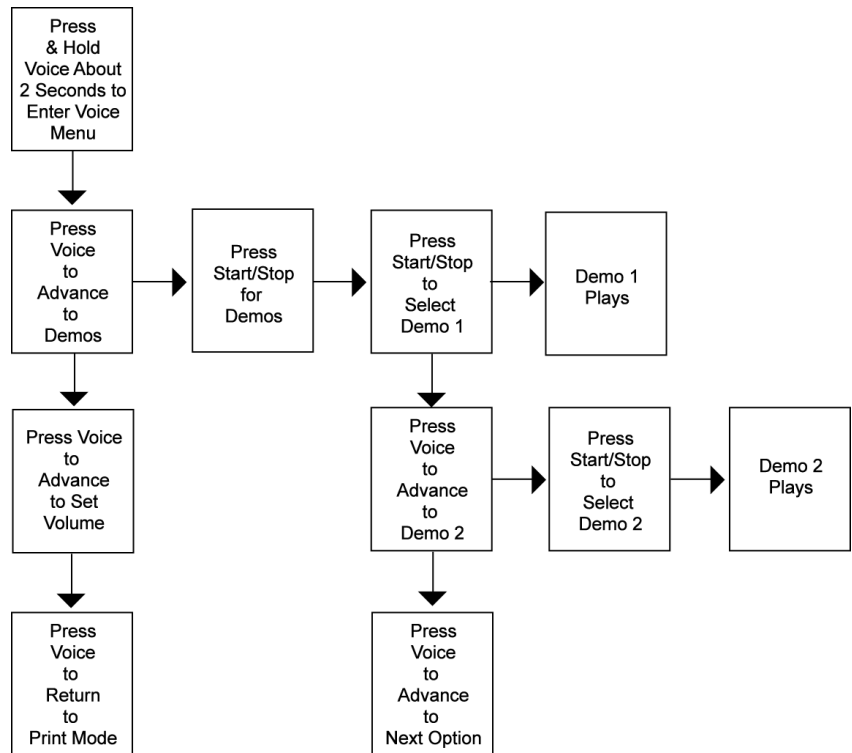 Press
& Hold
Voice About
2 Seconds to
Enter Voice
Menu
Press
Voice
to
Advance
to
Demos
Press
Start/Stop
for
Demos
Press
Start/Stop
to
Select
Demo 1
Demo 1
Plays
Press Voice
to
Advance
to Set
Volume
Press
Voice
to
Advance
to
Demo 2
Press
Start/Stop
to
Select
Demo 2
Demo 2
Plays
Press
Voice
to
Return
to
Print Mode
Press
Voice
to
Advance
to
Next Option